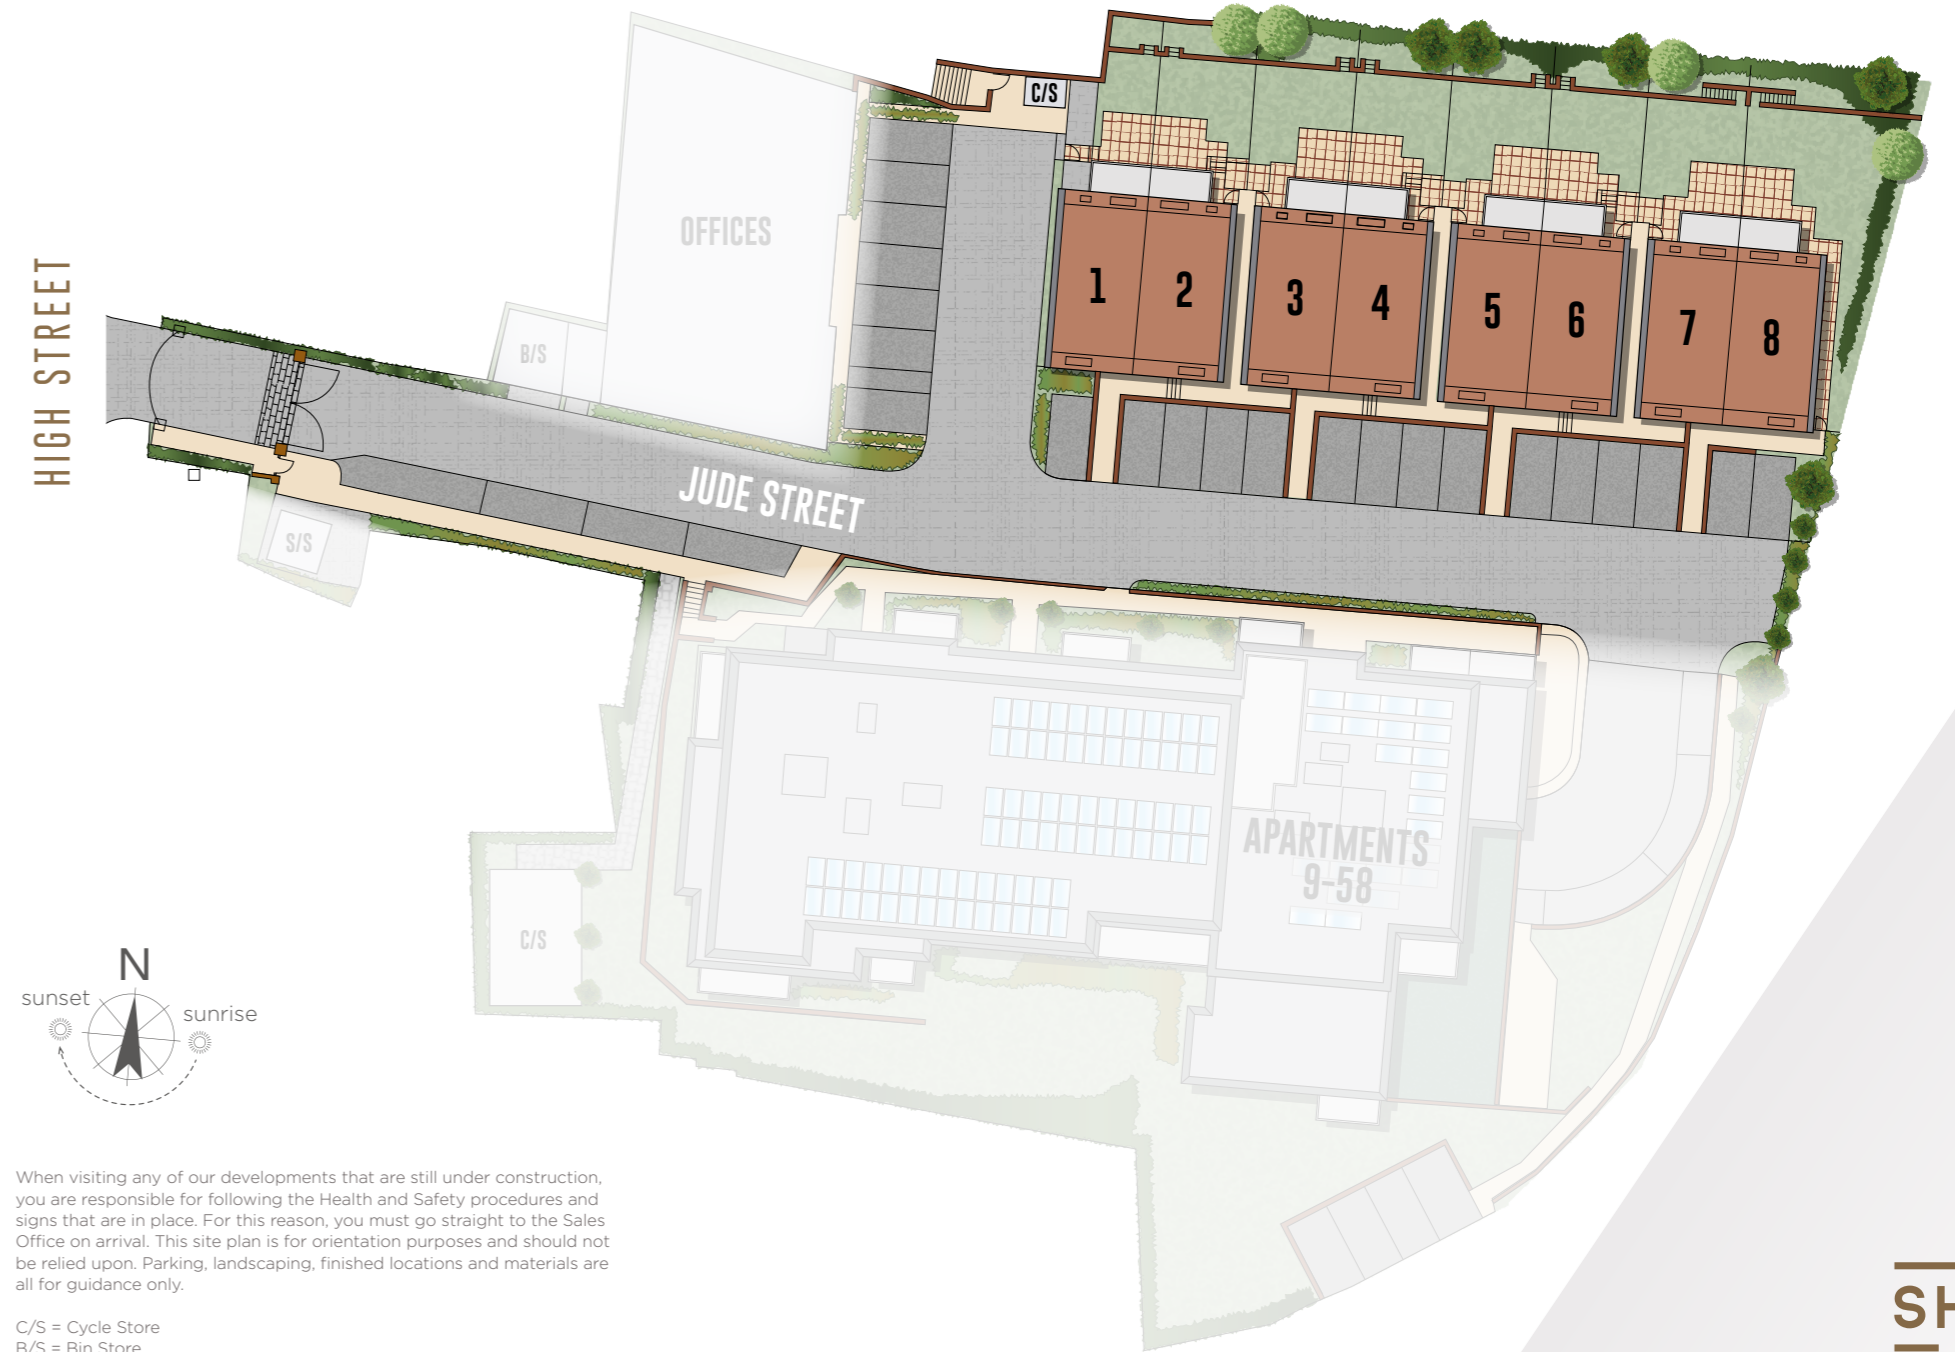 C/S
OFFICES
HIGH STREET
1
2
3
4
5
6
7
8
B/S
JUDE STREET
S/S
APARTMENTS
9-58
C/S
N
sunset
sunrise
When visiting any of our developments that are still under construction,
you are responsible for following the Health and Safety procedures and
signs that are in place. For this reason, you must go straight to the Sales
Office on arrival. This site plan is for orientation purposes and should not
be relied upon. Parking, landscaping, finished locations and materials are
all for guidance only.
C/S = Cycle Store
B/S = Bin Store
SH